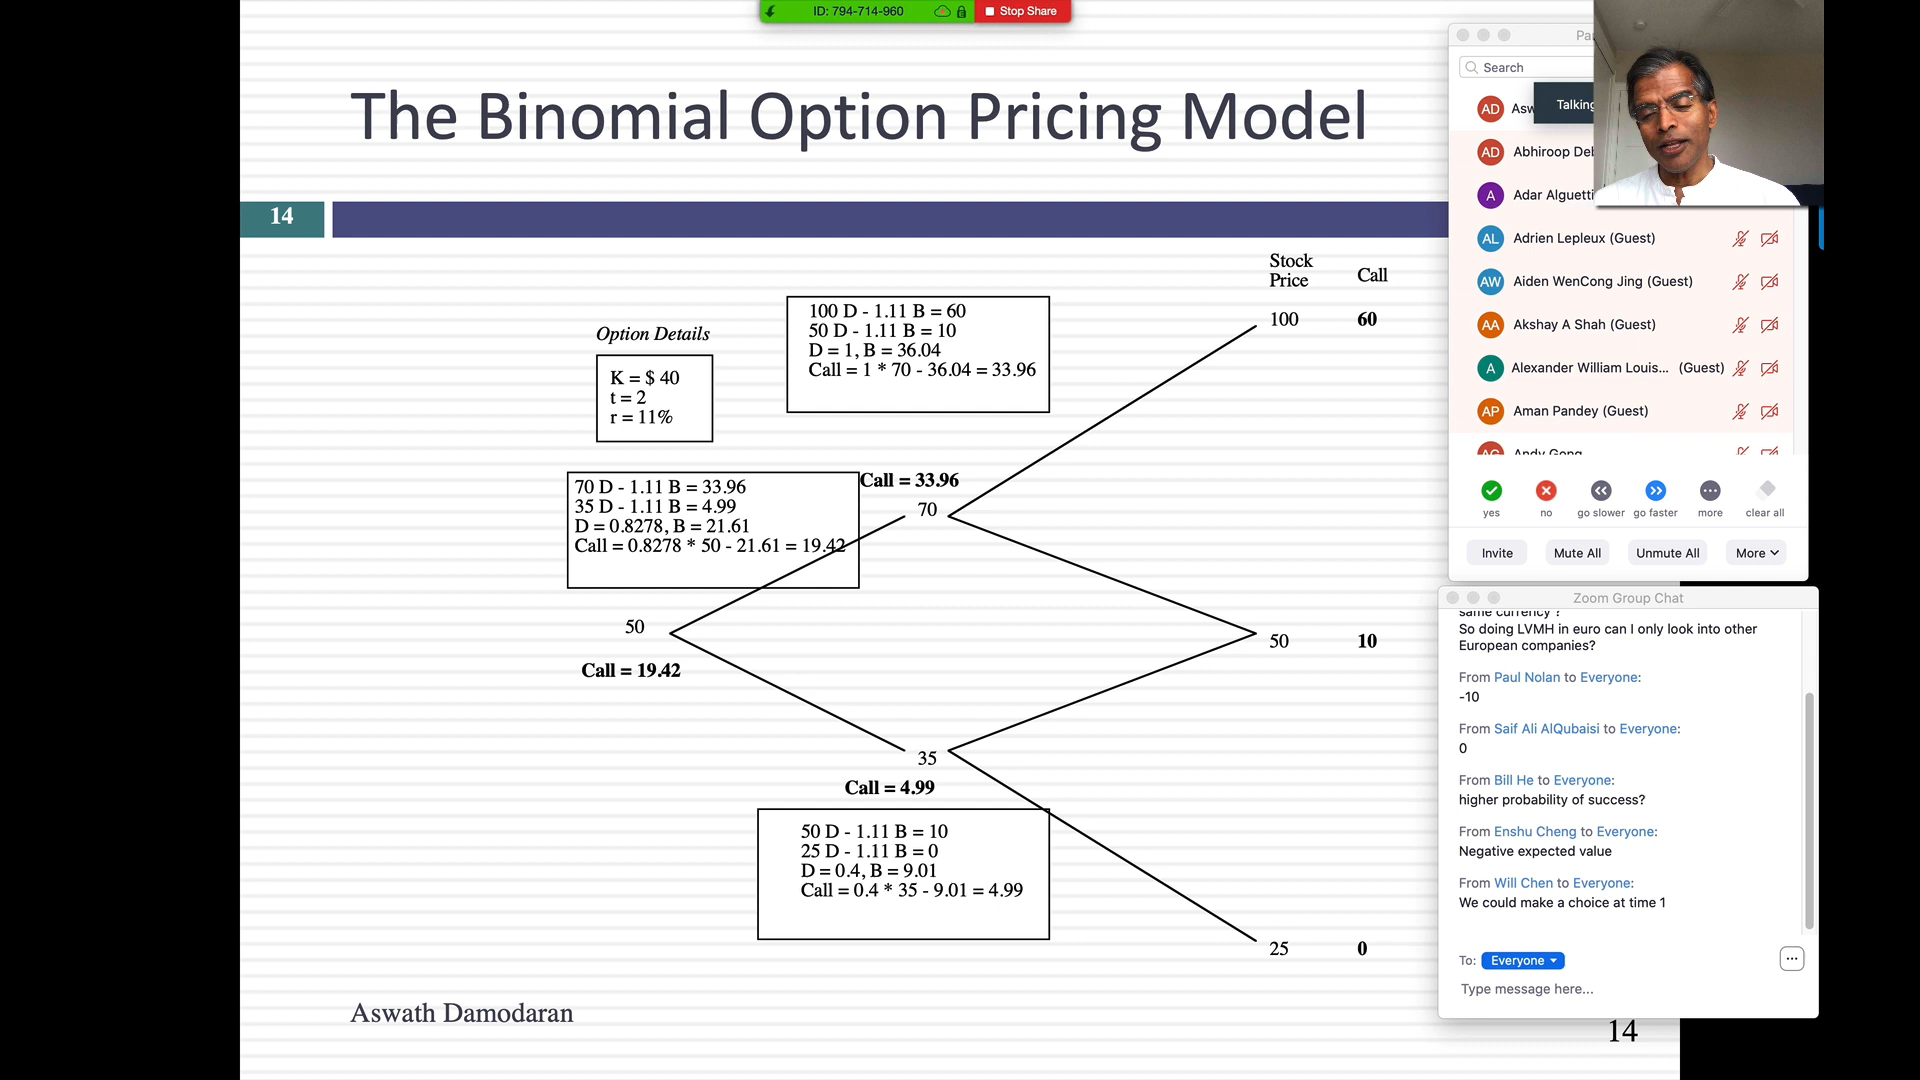 ID: 794-714-960
Stop Share
The Binomial Option Pricing Model
14
Stock
Price
Call
100
60
100 D - 1.11 B = 60
50 D - 1.11 B = 10
D = 1, B = 36.04
Call = 1 * 70 - 36.04 = 33.96
Option Details
K = $ 40
t = 2
r = 11%
70 D - 1.11 B = 33.96
35 D - 1.11 B = 4.99
D = 0.8278, B = 21.61
Call = 0.8278 * 50 - 21.61 = 19.42
Call = 33.96
70
50
Call = 19.42
50
10
35
Call = 4.99
50 D - 1.11 B = 10
25 D - 1.11 B = 0
D = 0.4, B = 9.01
Call = 0.4 * 35 - 9.01 = 4.99
25
0
Aswath Damodaran
14
Search
Talking
AD
AD Abhiroop
A Adar Alguetti
AL Adrien Lepleux (Guest)
AW Aiden WenCong Jing (Guest)
AA Akshay A Shah (Guest)
A Alexander William Louis... (Guest)
AP Aman Pandey (Guest)
Andy Gong
yes
no
go slower
go faster
more
clear all
Invite
Mute All
Unmute All
More
Zoom Group Chat
same currency ?
So doing LVMH in euro can I only look into other
European companies?
From Paul Nolan to Everyone:
-10
From Saif Ali AlQubaisi to Everyone:
0
From Bill He to Everyone:
higher probability of success?
From Enshu Cheng to Everyone:
Negative expected value
From Will Chen to Everyone:
We could make a choice at time 1
To: Everyone
Type message here...